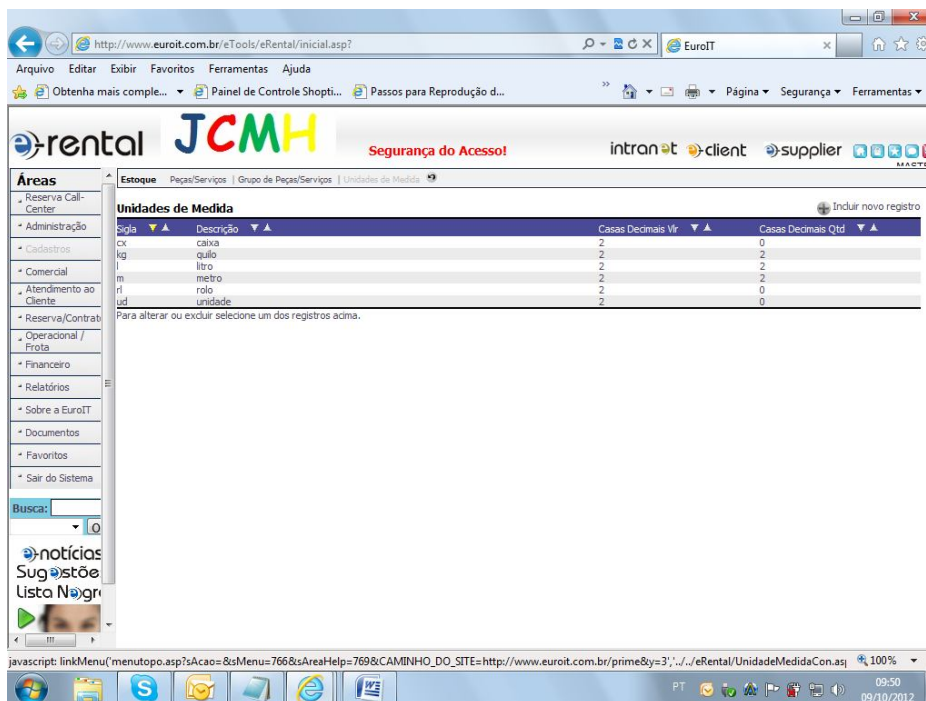 http://www.euroit.com.br/eTools/eRental/inicial.asp?
EuroIT
Arquivo Editar Exibir Favoritos Ferramentas Ajuda
Obtenha mais comple... Painel de Controle Shopti... Passos para Reprodução d...
Página Segurança Ferramentas
e-rental
JCMH
Segurança do Acesso!
intranet e-client e-supplier
Áreas
Estoque Peças/Serviços | Grupo de Peças/Serviços | Unidades de Medida
Unidades de Medida
Incluir novo registro
Sigla Descrição Casas Decimais Vlr Casas Decimais Qtd
cx caixa 2 0
kg quilo 2 2
l litro 2 2
m metro 2 2
rl rolo 2 0
ud unidade 2 0
Para alterar ou excluir selecione um dos registros acima.
Reserva Call-
Center
Administração
Cadastros
Comercial
Atendimento ao
Cliente
Reserva/Contrat
Operacional /
Frota
Financeiro
Relatórios
Sobre a EuroIT
Documentos
Favoritos
Sair do Sistema
Busca:
O
e-notícias
Sugestõe
Lista Negr
javascript: linkMenu('menutopo.asp?sAcao=&sMenu=766&sAreaHelp=769&CAMINHO_DO_SITE=http://www.euroit.com.br/prime&y=3','../../eRental/UnidadeMedidaCon.as
100%
PT
09:50
09/10/2012